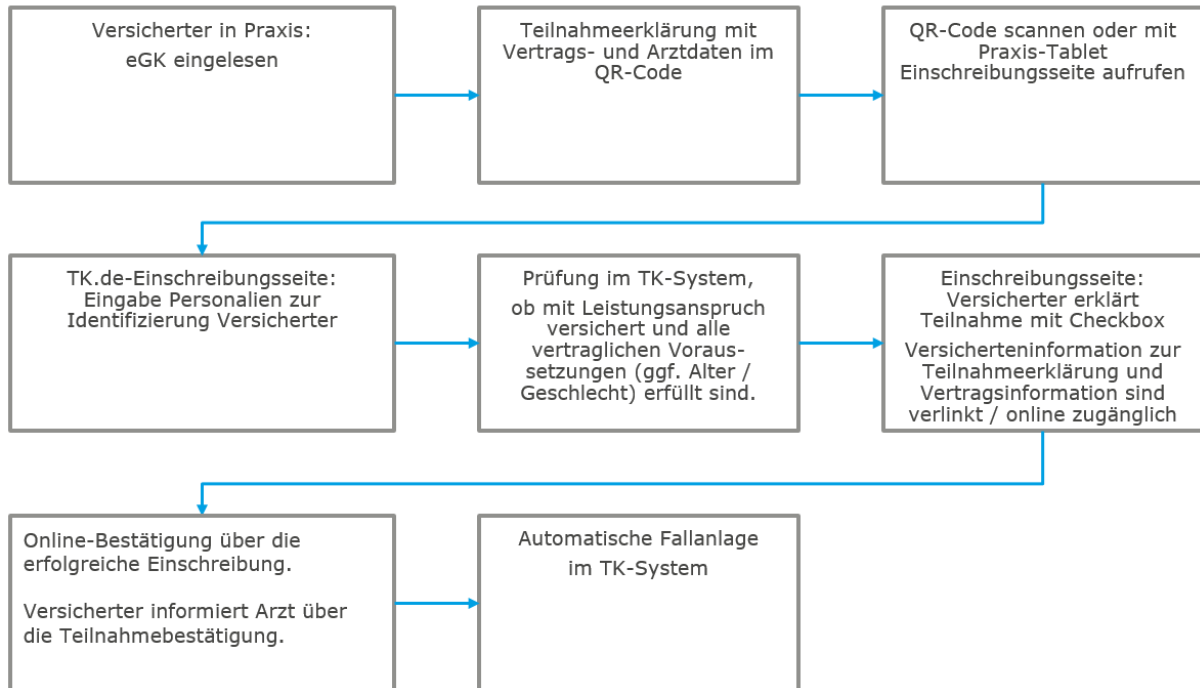 Versicherter in Praxis:
eGK eingelesen
Teilnahmeerklärung mit
Vertrags- und Arztdaten im
QR-Code
QR-Code scannen oder mit
Praxis-Tablet
Einschreibungsseite aufrufen
TK.de-Einschreibungsseite:
Eingabe Personalien zur
Identifizierung Versicherter
Prüfung im TK-System,
ob mit Leistungsanspruch
versichert und alle
vertraglichen Voraus-
setzungen (ggf. Alter /
Geschlecht) erfüllt sind.
Einschreibungsseite:
Versicherter erklärt
Teilnahme mit Checkbox
Versicherteninformation zur
Teilnahmeerklärung und
Vertragsinformation sind
verlinkt / online zugänglich
Online-Bestätigung über die
erfolgreiche Einschreibung.
Versicherter informiert Arzt über
die Teilnahmebestätigung.
Automatische Fallanlage
im TK-System